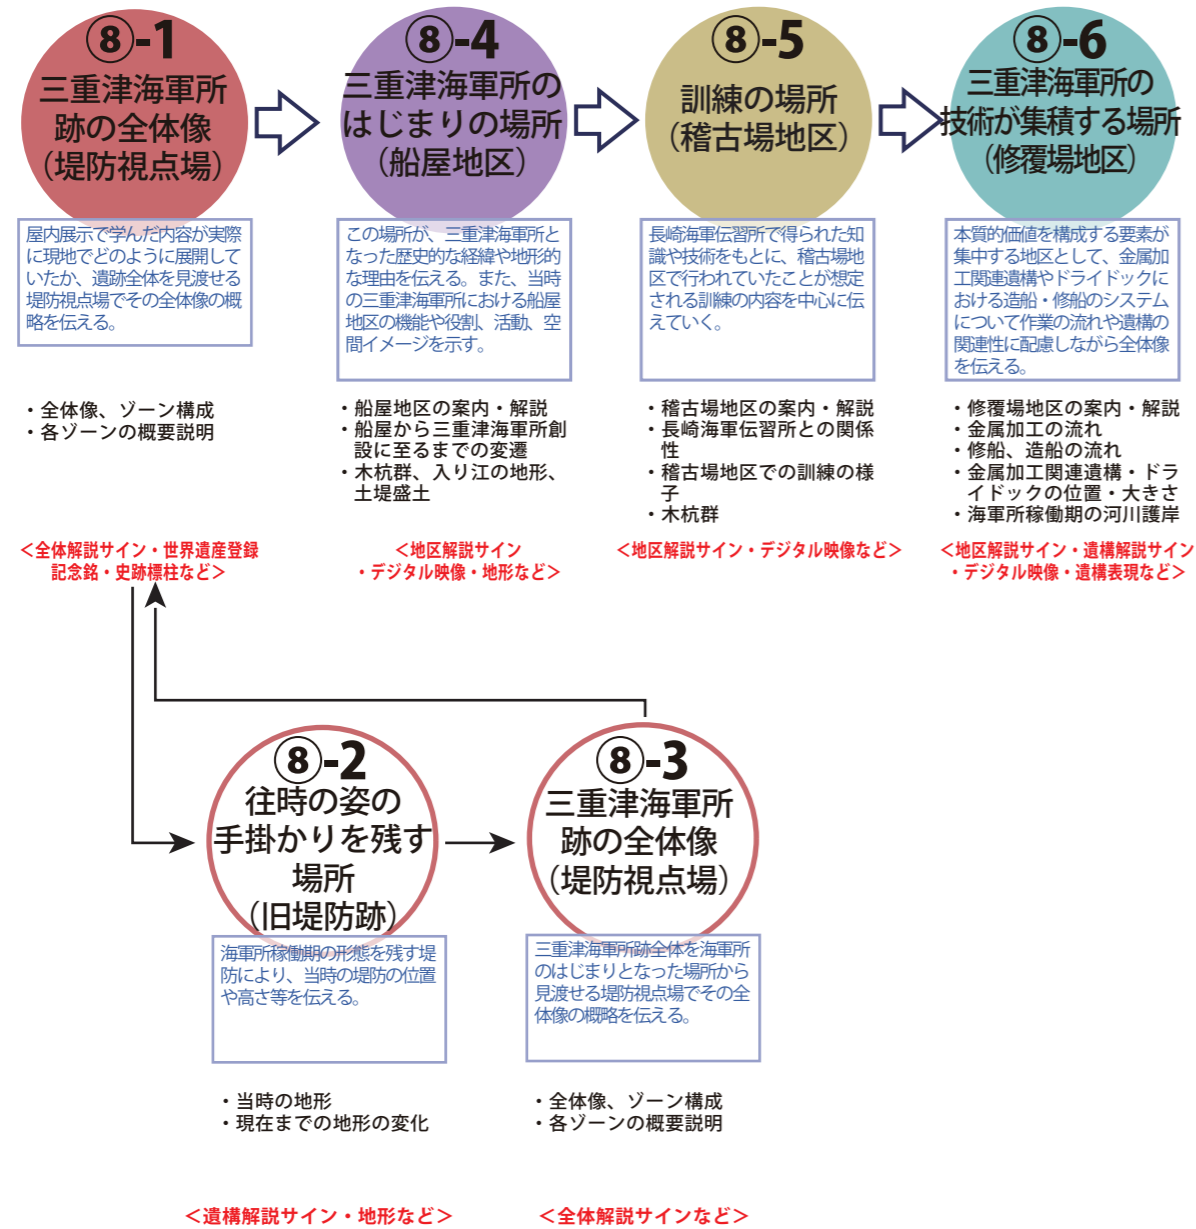 ⑧-1
三重津海軍所
跡の全体像
（堤防視点場）
屋内展示で学んだ内容が実際
に現地でどのように展開して
いたか、遺跡全体を見渡せる
堤防視点場でその全体像の概
略を伝える。
・全体像、ゾーン構成
・各ゾーンの概要説明
＜全体解説サイン・世界遺産登録
記念銘・史跡標柱など＞
⑧-4
三重津海軍所の
はじまりの場所
（船屋地区）
この場所が、三重津海軍所と
なった歴史的な経緯や地形的
な理由を伝える。また、当時
の三重津海軍所における船屋
地区の機能や役割、活動、空
間イメージを示す。
・船屋地区の案内・解説
・船屋から三重津海軍所創
設に至るまでの変遷
・木杭群、入り江の地形、
土堤盛土
＜地区解説サイン
・デジタル映像・地形など＞
⑧-5
訓練の場所
（稽古場地区）
長崎海軍伝習所で得られた知
識や技術をもとに、稽古場地
区で行われていたことが想定
される訓練の内容を中心に伝
えていく。
・稽古場地区の案内・解説
・長崎海軍伝習所との関係
性
・稽古場地区での訓練の様
子
・木杭群
＜地区解説サイン・デジタル映像など＞
⑧-6
三重津海軍所の
技術が集積する場所
（修覆場地区）
本質的価値を構成する要素が
集中する地区として、金属加
工関連遺構やドライドックに
おける造船・修船のシステム
について作業の流れや遺構の
関連性に配慮しながら全体像
を伝える。
・修覆場地区の案内・解説
・金属加工の流れ
・修船、造船の流れ
・金属加工関連遺構・ドラ
イドックの位置・大きさ
・海軍所稼働期の河川護岸
＜地区解説サイン・遺構解説サイン
・デジタル映像・遺構表現など＞
⑧-2
往時の姿の
手掛かりを残す
場所
（旧堤防跡）
海軍所稼働期の形態を残す堤
防により、当時の堤防の位置
や高さ等を伝える。
・当時の地形
・現在までの地形の変化
＜遺構解説サイン・地形など＞
⑧-3
三重津海軍所
跡の全体像
（堤防視点場）
三重津海軍所跡全体を海軍所
のはじまりとなった場所から
見渡せる堤防視点場でその全
体像の概略を伝える。
・全体像、ゾーン構成
・各ゾーンの概要説明
＜全体解説サインなど＞